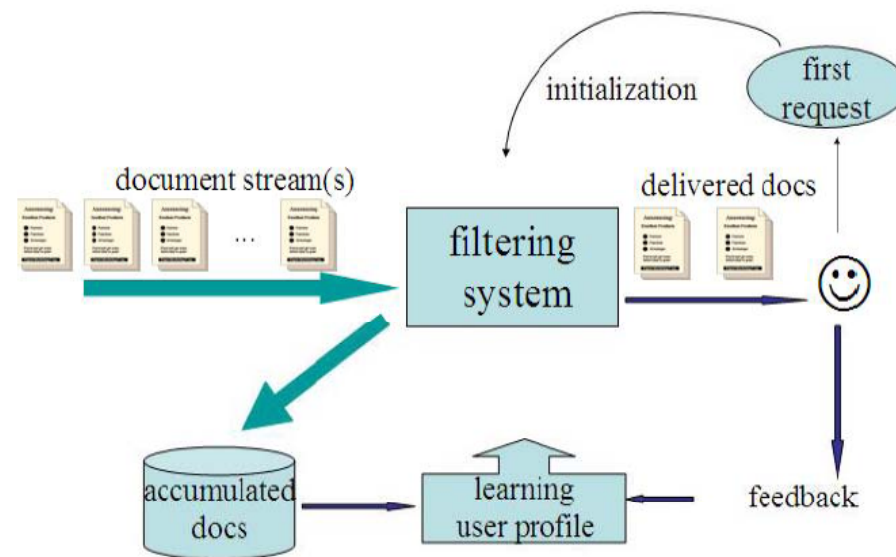 first
request
initialization
document stream(s)
delivered docs
...
filtering
system
accumulated
docs
learning
user profile
feedback